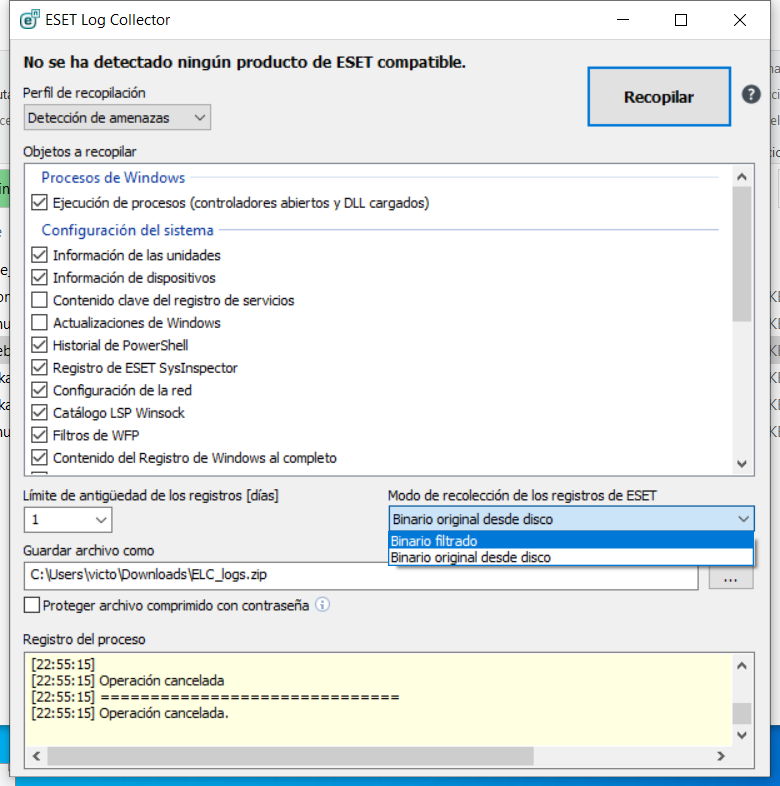 ESET Log Collector
No se ha detectado ningún producto de ESET compatible.
Perfil de recopilación
Detección de amenazas
Recopilar
?
Objetos a recopilar
Procesos de Windows
Ejecución de procesos (controladores abiertos y DLL cargados)
Configuración del sistema
Información de las unidades
Información de dispositivos
Contenido clave del registro de servicios
Actualizaciones de Windows
Historial de PowerShell
Registro de ESET SysInspector
Configuración de la red
Catálogo LSP Winsock
Filtros de WFP
Contenido del Registro de Windows al completo
Límite de antigüedad de los registros [días]
1
Modo de recolección de los registros de ESET
Binario original desde disco
Binario filtrado
Binario original desde disco
Guardar archivo como
C:\Users\victo\Downloads\ELC_logs.zip
...
Proteger archivo comprimido con contraseña
Registro del proceso
[22:55:15]
[22:55:15] Operación cancelada
[22:55:15] ==============================
[22:55:15] Operación cancelada.